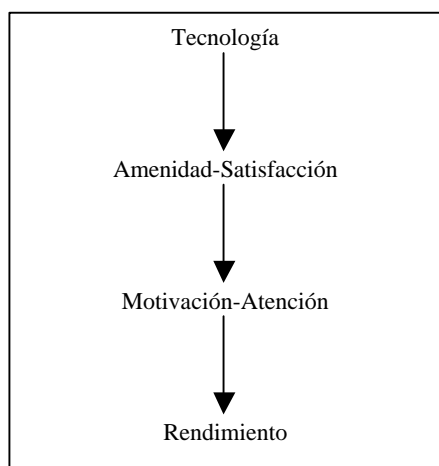 Tecnología
Amenidad-Satisfacción
Motivación-Atención
Rendimiento